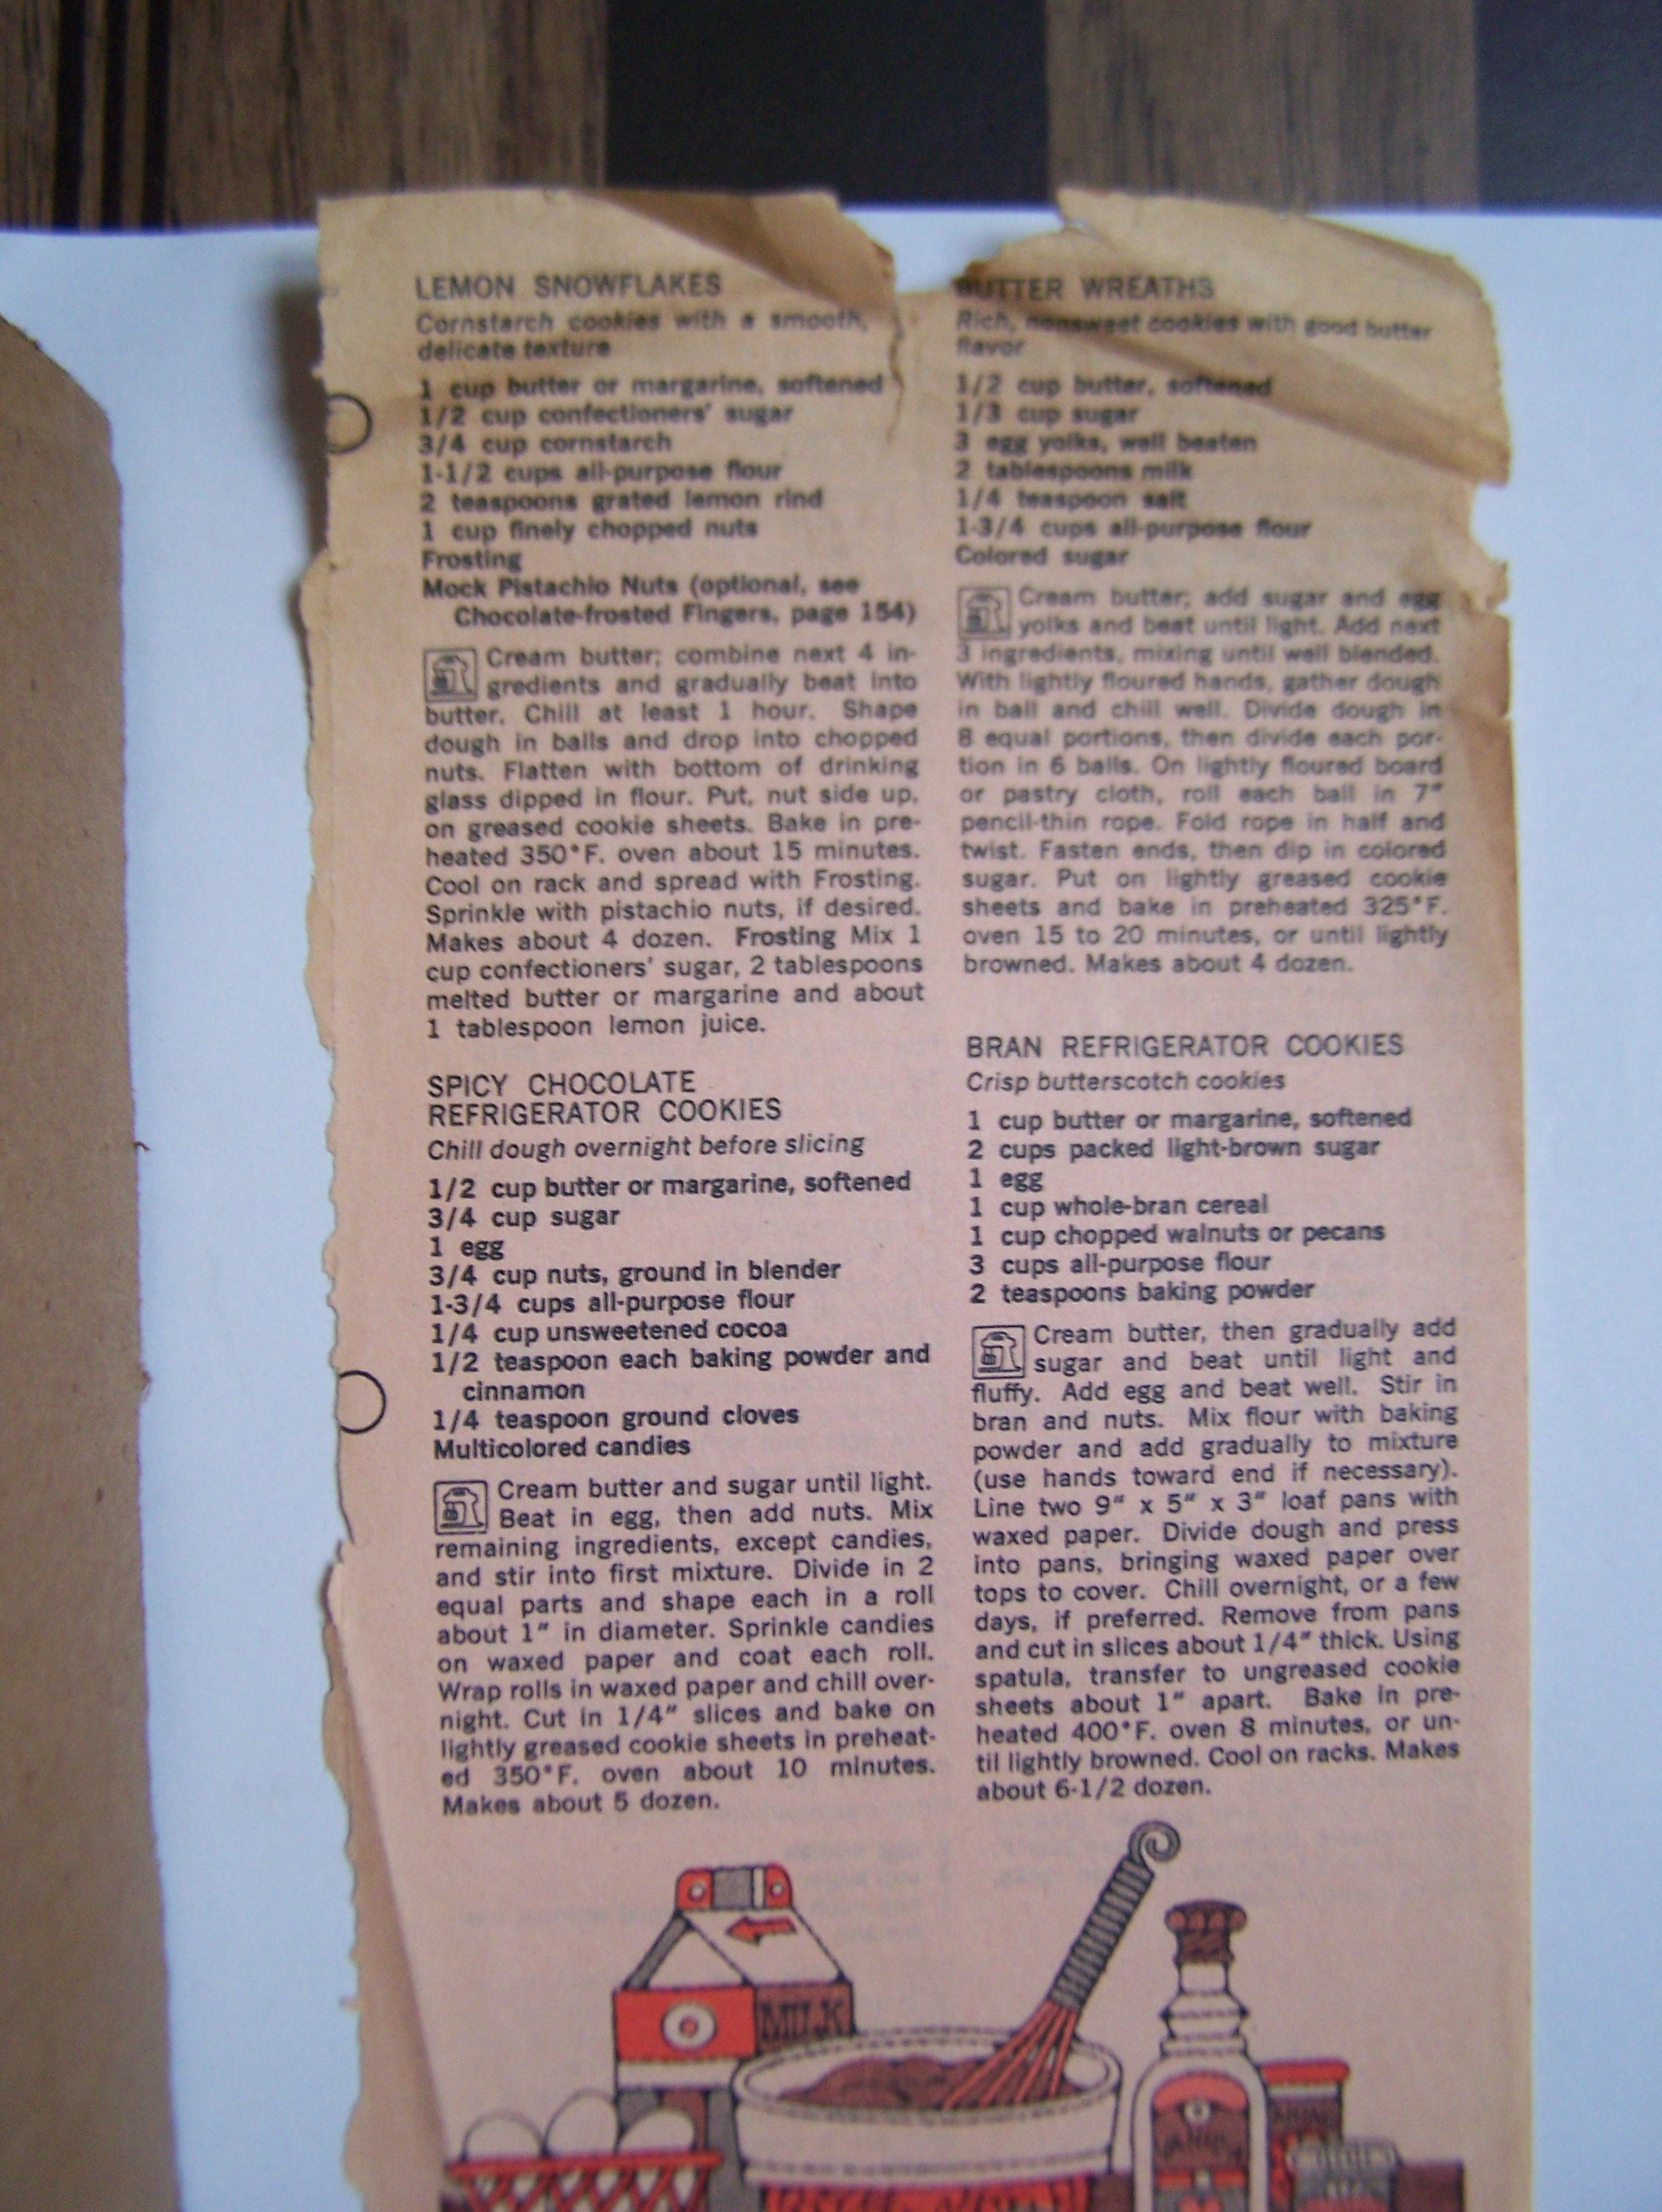 LEMON SNOWFLAKES
Cornstarch cookies with a smooth,
delicate texture
1 cup butter or margarine, softened
1/2 cup confectioners' sugar
3/4 cup cornstarch
1-1/2 cups all-purpose flour
2 teaspoons grated lemon rind
1 cup finely chopped nuts
Frosting
Mock Pistachio Nuts (optional, see
Chocolate-frosted Fingers, page 154)
Cream butter; combine next 4 in-
gredients and gradually beat into
butter. Chill at least 1 hour. Shape
dough in balls and drop into chopped
nuts. Flatten with bottom of drinking
glass dipped in flour. Put, nut side up,
on greased cookie sheets. Bake in pre-
heated 350°F. oven about 15 minutes.
Cool on rack and spread with Frosting.
Sprinkle with pistachio nuts, if desired.
Makes about 4 dozen. Frosting Mix 1
cup confectioners' sugar, 2 tablespoons
melted butter or margarine and about
1 tablespoon lemon juice.
SPICY CHOCOLATE
REFRIGERATOR COOKIES
Chill dough overnight before slicing
1/2 cup butter or margarine, softened
3/4 cup sugar
1 egg
3/4 cup nuts, ground in blender
1-3/4 cups all-purpose flour
1/4 cup unsweetened cocoa
1/2 teaspoon each baking powder and
cinnamon
1/4 teaspoon ground cloves
Multicolored candies
Cream butter and sugar until light.
Beat in egg, then add nuts. Mix
remaining ingredients, except candies,
and stir into first mixture. Divide in 2
equal parts and shape each in a roll
about 1" in diameter. Sprinkle candies
on waxed paper and coat each roll.
Wrap rolls in waxed paper and chill over-
night. Cut in 1/4" slices and bake on
lightly greased cookie sheets in preheat-
ed 350°F. oven about 10 minutes.
Makes about 5 dozen.
BUTTER WREATHS
Rich, nonsweet cookies with good butter
flavor
1/2 cup butter, softened
1/3 cup sugar
3 egg yolks, well beaten
2 tablespoons milk
1/4 teaspoon salt
1-3/4 cups all-purpose flour
Colored sugar
Cream butter; add sugar and egg
yolks and beat until light. Add next
3 ingredients, mixing until well blended.
With lightly floured hands, gather dough
in ball and chill well. Divide dough in
8 equal portions, then divide each por-
tion in 6 balls. On lightly floured board
or pastry cloth, roll each ball in 7"
pencil-thin rope. Fold rope in half and
twist. Fasten ends, then dip in colored
sugar. Put on lightly greased cookie
sheets and bake in preheated 325°F.
oven 15 to 20 minutes, or until lightly
browned. Makes about 4 dozen.
BRAN REFRIGERATOR COOKIES
Crisp butterscotch cookies
1 cup butter or margarine, softened
2 cups packed light-brown sugar
1 egg
1 cup whole-bran cereal
1 cup chopped walnuts or pecans
3 cups all-purpose flour
2 teaspoons baking powder
Cream butter, then gradually add
sugar and beat until light and
fluffy. Add egg and beat well. Stir in
bran and nuts. Mix flour with baking
powder and add gradually to mixture
(use hands toward end if necessary).
Line two 9" x 5" x 3" loaf pans with
waxed paper. Divide dough and press
into pans, bringing waxed paper over
tops to cover. Chill overnight, or a few
days, if preferred. Remove from pans
and cut in slices about 1/4" thick. Using
spatula, transfer to ungreased cookie
sheets about 1" apart. Bake in pre-
heated 400°F. oven 8 minutes, or un-
til lightly browned. Cool on racks. Makes
about 6-1/2 dozen.
MILK